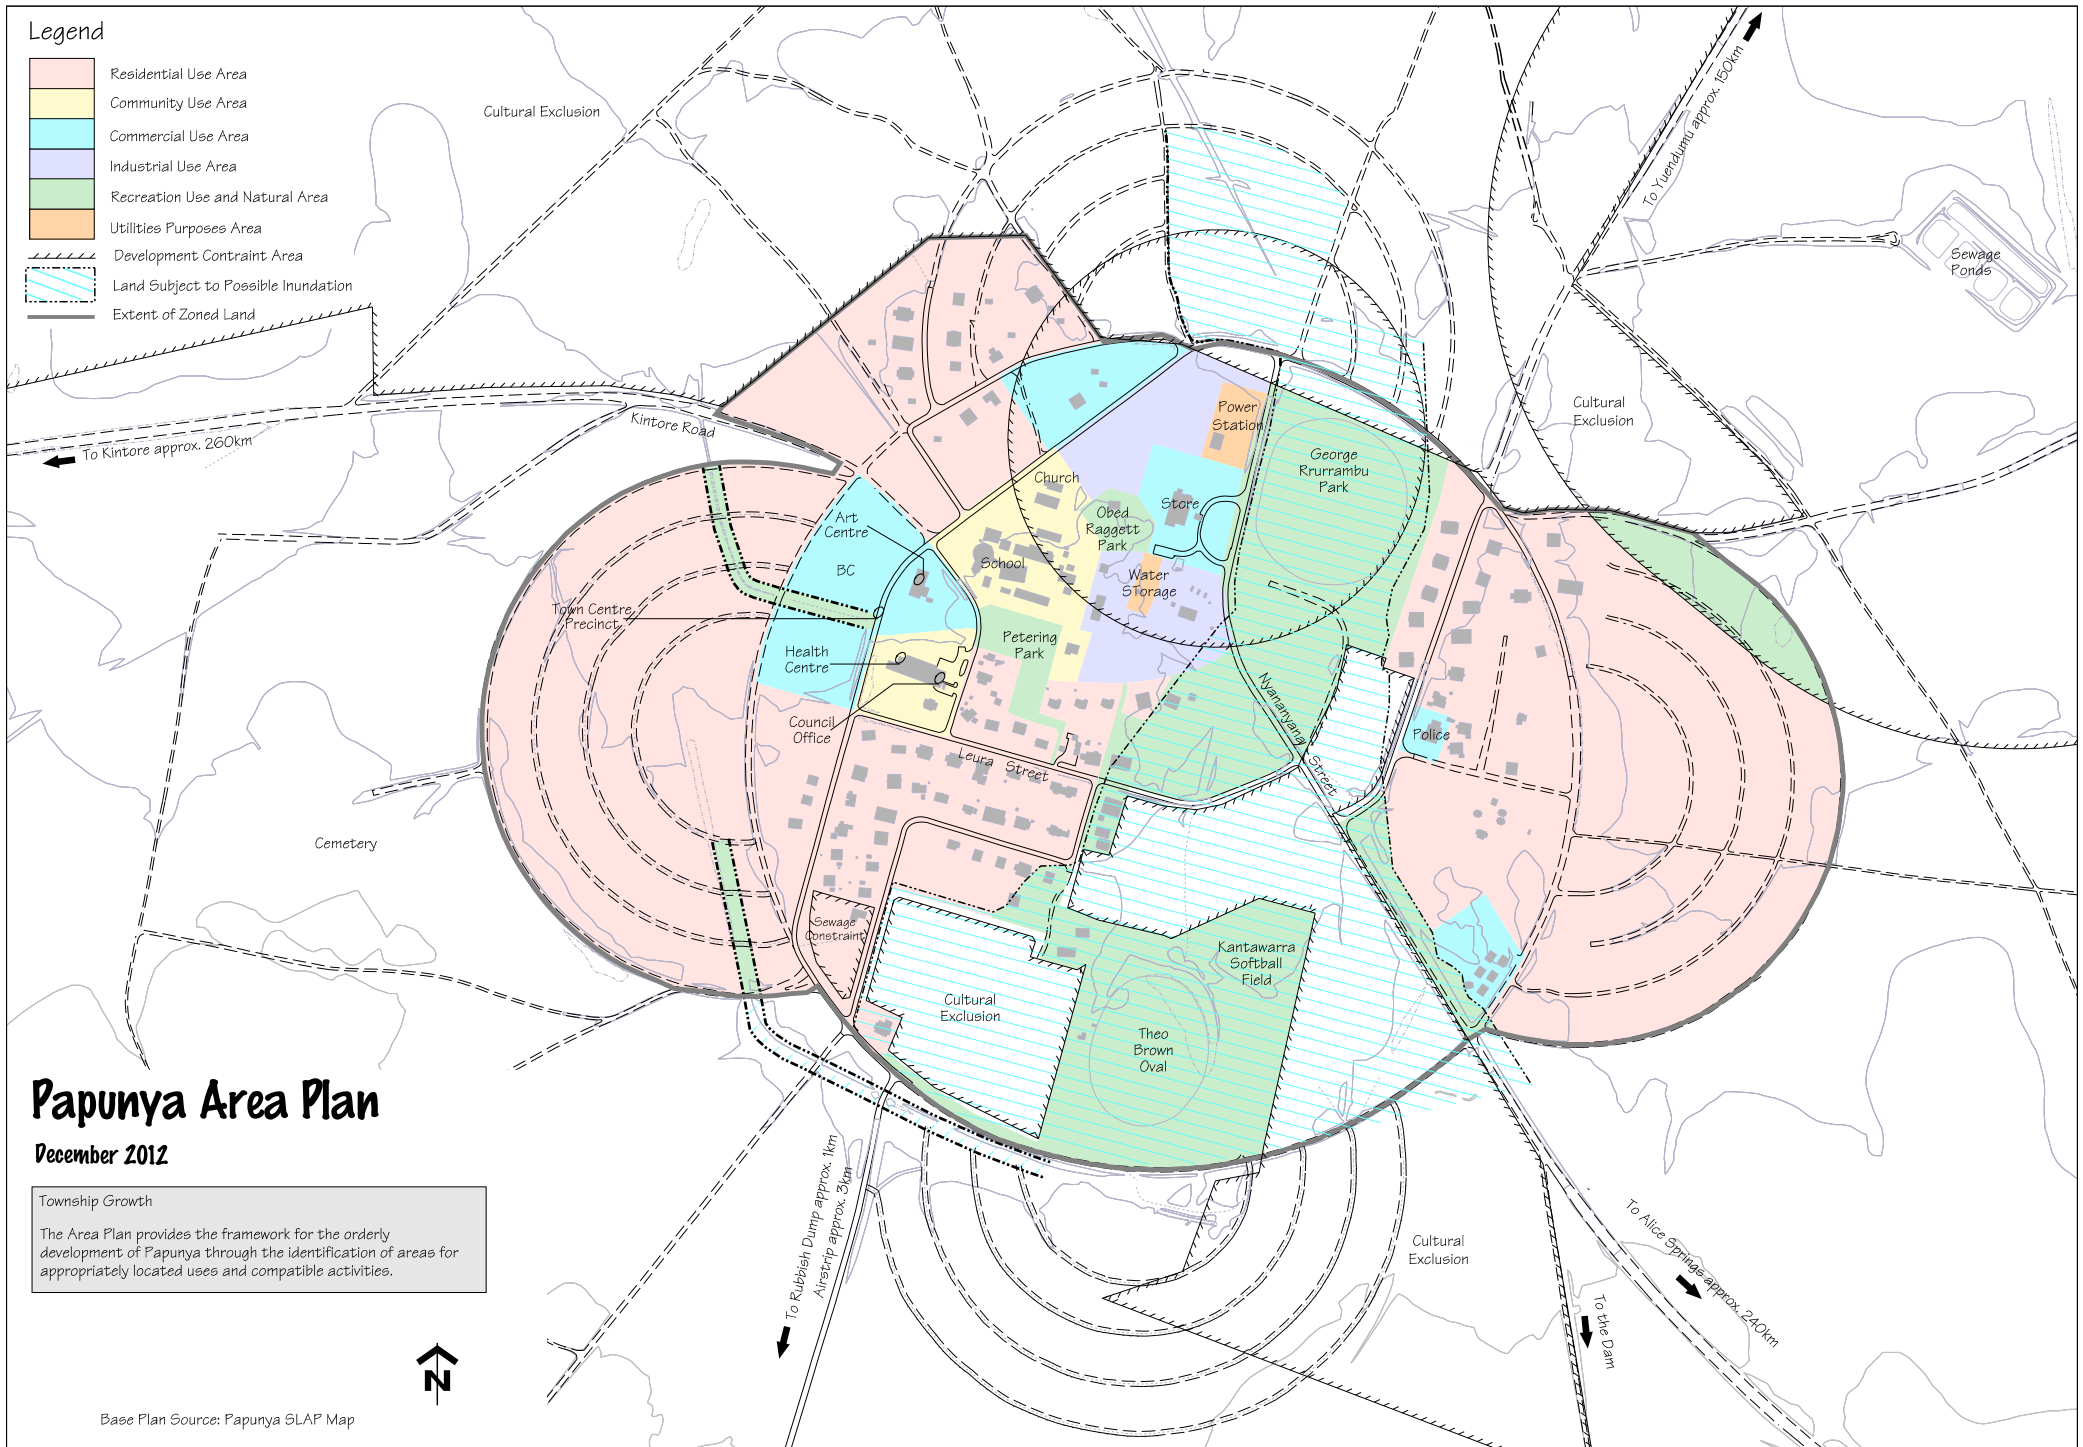 Legend
Residential Use Area
Community Use Area
Commercial Use Area
Industrial Use Area
Recreation Use and Natural Area
Utilities Purposes Area
Development Contraint Area
Land Subject to Possible Inundation
Extent of Zoned Land
Cultural Exclusion
To Yuendumu approx. 150km
Sewage
Ponds
Cultural
Exclusion
Kintore Road
To Kintore approx. 260km
Power
Station
George
Rrurrambu
Park
Church
Store
Art
Centre
Obed
Raggett
Park
School
BC
Water
STorage
Town Centre
Precinct
Petering
Park
Health
Centre
Nyananyana Street
Council
Office
Police
Leura Street
Cemetery
Sewage
Constraint
Kantawarra
Softball
Field
Cultural
Exclusion
Theo
Brown
Oval
Papunya Area Plan
December 2012
Township Growth
The Area Plan provides the framework for the orderly
development of Papunya through the identification of areas for
appropriately located uses and compatible activities.
To Rubbish Dump approx. 1km
Airstrip approx. 3km
Cultural
Exclusion
To Alice Springs approx. 240km
To the Dam
N
Base Plan Source: Papunya SLAP Map